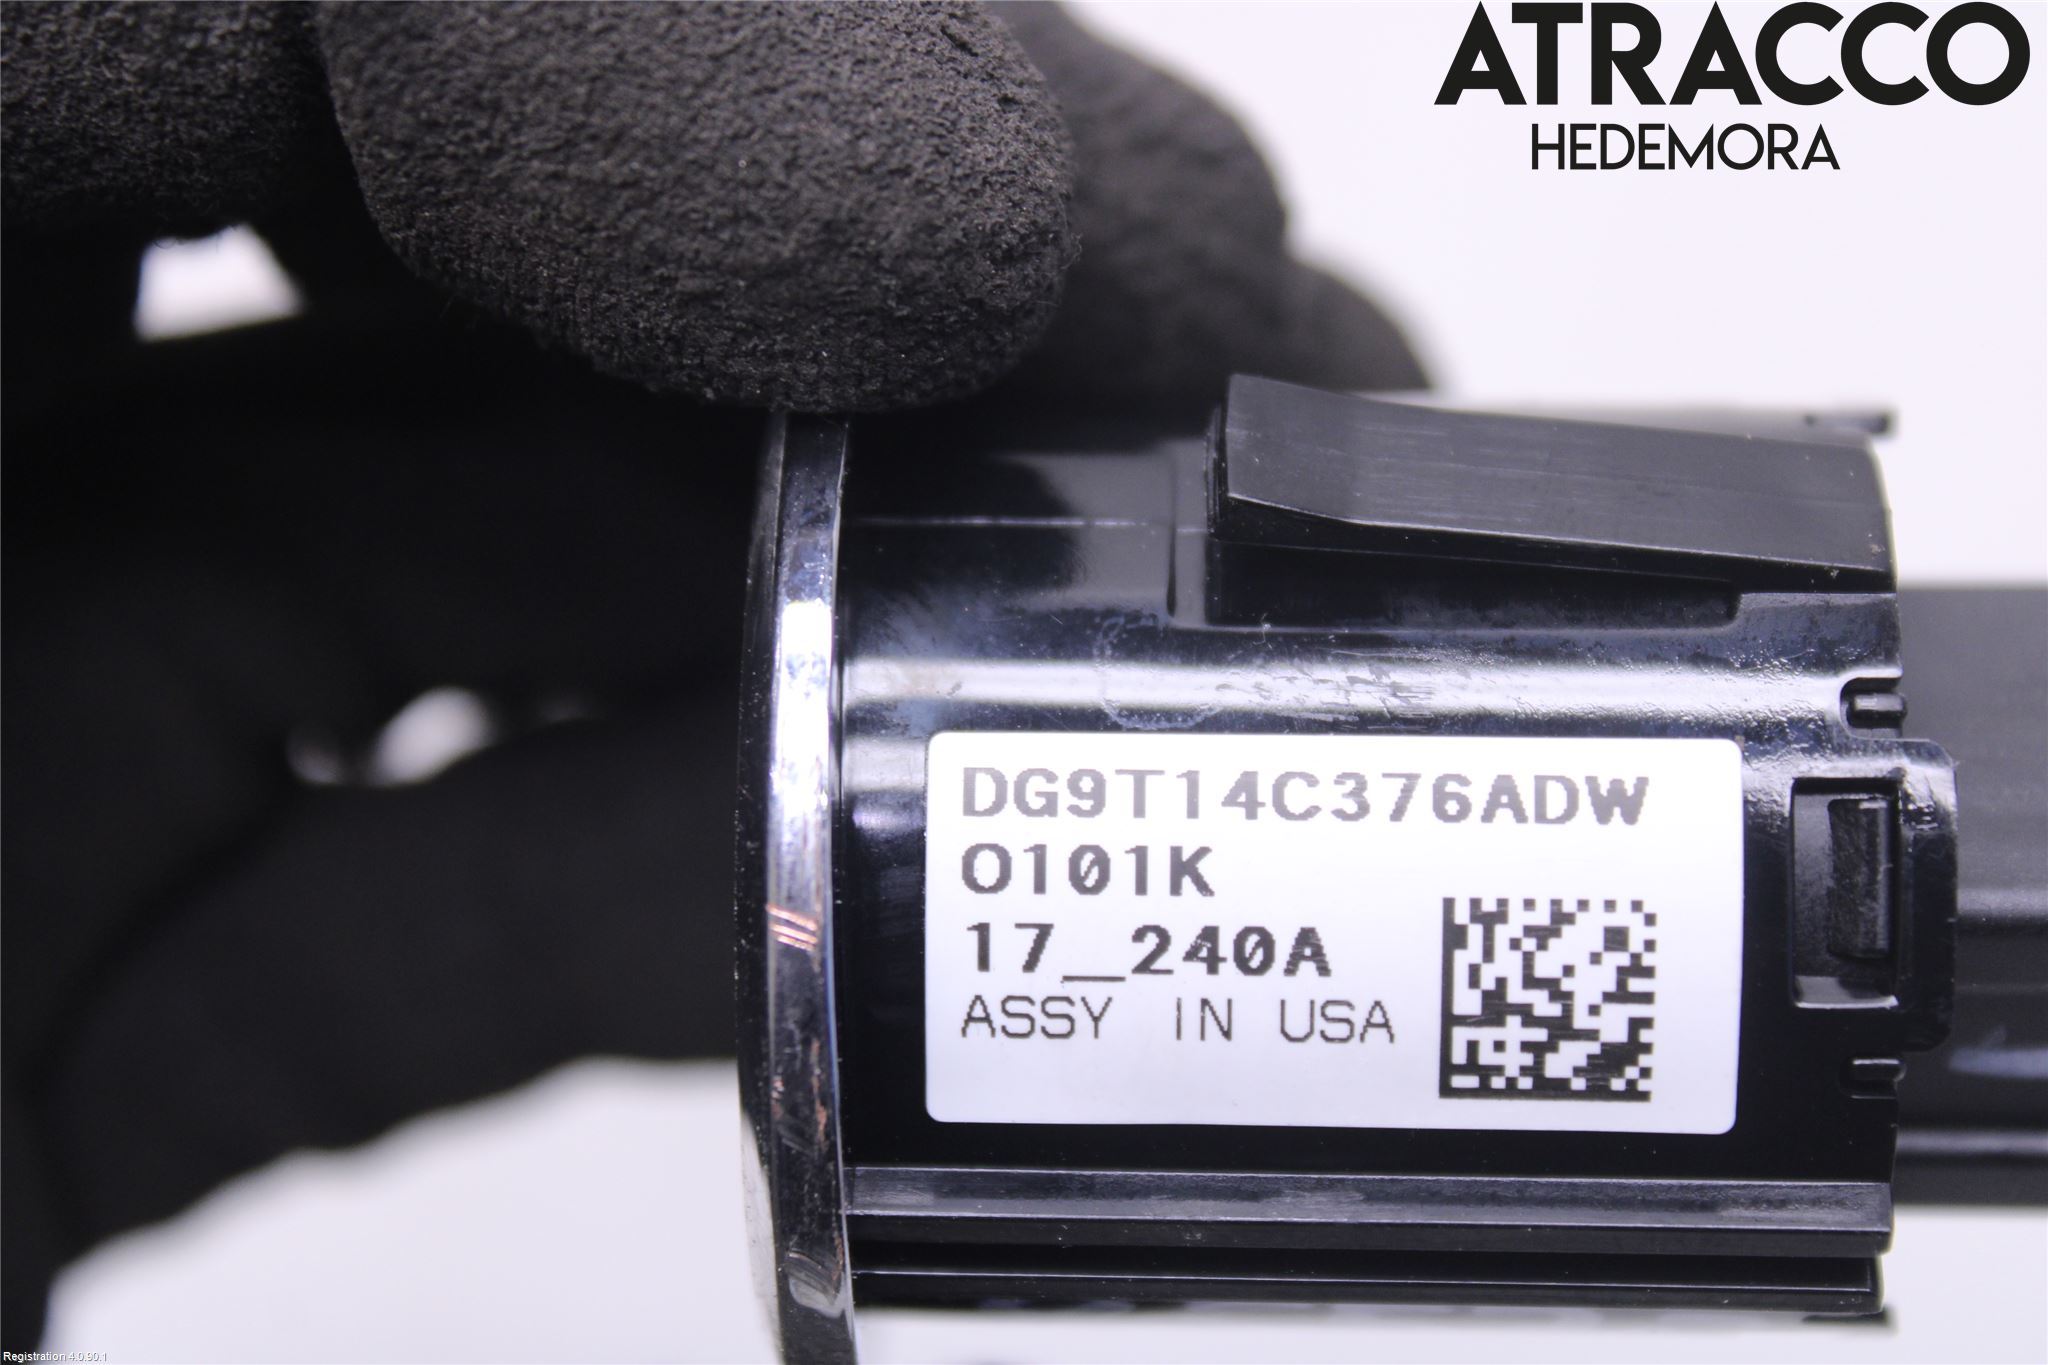 ATRACCO
HEDEMORA
DG9T14C376ADW
O101K
17_240A
ASSY IN USA
Registration 4.0.90.1